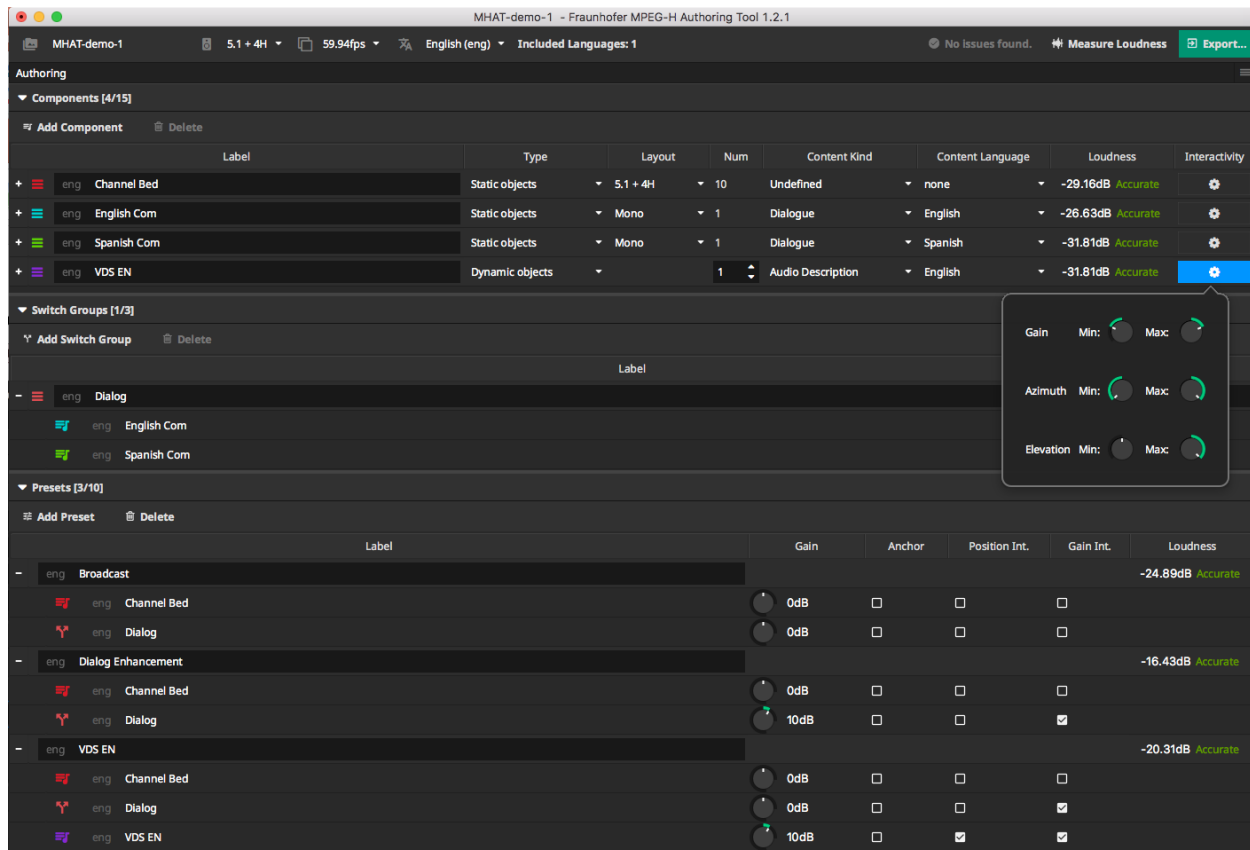 MHAT-demo-1 - Fraunhofer MPEG-H Authoring Tool 1.2.1
MHAT-demo-1 5.1 + 4H 59.94fps English (eng) Included Languages: 1 No issues found. Measure Loudness Export...
Authoring
Components [4/15]
Add Component Delete
Label Type Layout Num Content Kind Content Language Loudness Interactivity
+ eng Channel Bed Static objects 5.1 + 4H 10 Undefined none -29.16dB Accurate
+ eng English Com Static objects Mono 1 Dialogue English -26.63dB Accurate
+ eng Spanish Com Static objects Mono 1 Dialogue Spanish -31.81dB Accurate
+ eng VDS EN Dynamic objects 1 Audio Description English -31.81dB Accurate
Switch Groups [1/3]
Add Switch Group Delete
Label
- eng Dialog
eng English Com
eng Spanish Com
Gain Min: Max:
Azimuth Min: Max:
Elevation Min: Max:
Presets [3/10]
Add Preset Delete
Label Gain Anchor Position Int. Gain Int. Loudness
- eng Broadcast -24.89dB Accurate
eng Channel Bed 0dB
eng Dialog 0dB
- eng Dialog Enhancement -16.43dB Accurate
eng Channel Bed 0dB
eng Dialog 10dB
- eng VDS EN -20.31dB Accurate
eng Channel Bed 0dB
eng Dialog 0dB
eng VDS EN 10dB